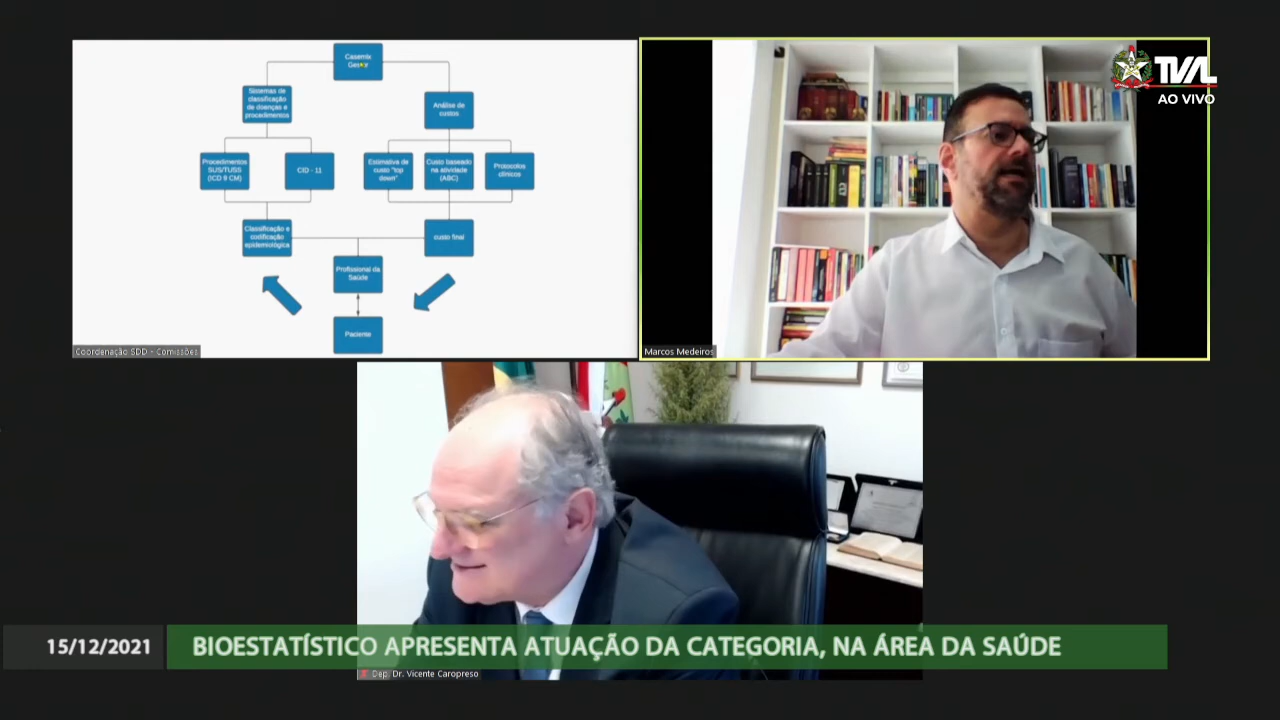 Casemix
Gestor
Sistemas de
classificação
de doenças e
procedimentos
Análise de
custos
Procedimentos
SUS/TUSS
(ICD 9 CM)
CID - 11
Estimativa de
custo "top
down"
Custo baseado
na atividade
(ABC)
Protocolos
clínicos
Classificação e
codificação
epidemiológica
custo final
Profissional da
Saúde
Paciente
Coordenação SDD - Comissões
TVAL
AO VIVO
Marcos Medeiros
15/12/2021
BIOESTATÍSTICO APRESENTA ATUAÇÃO DA CATEGORIA, NA ÁREA DA SAÚDE
Dep. Dr. Vicente Caropreso